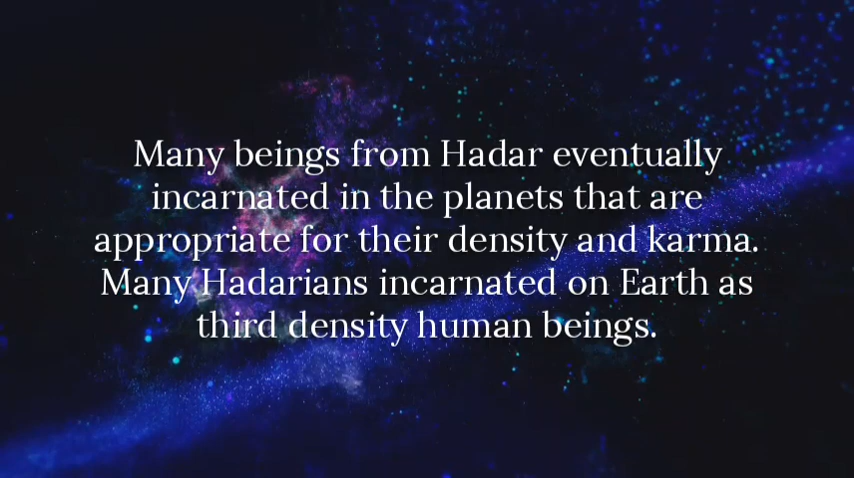 Many beings from Hadar eventually
incarnated in the planets that are
appropriate for their density and karma.
Many Hadarians incarnated on Earth as
third density human beings.